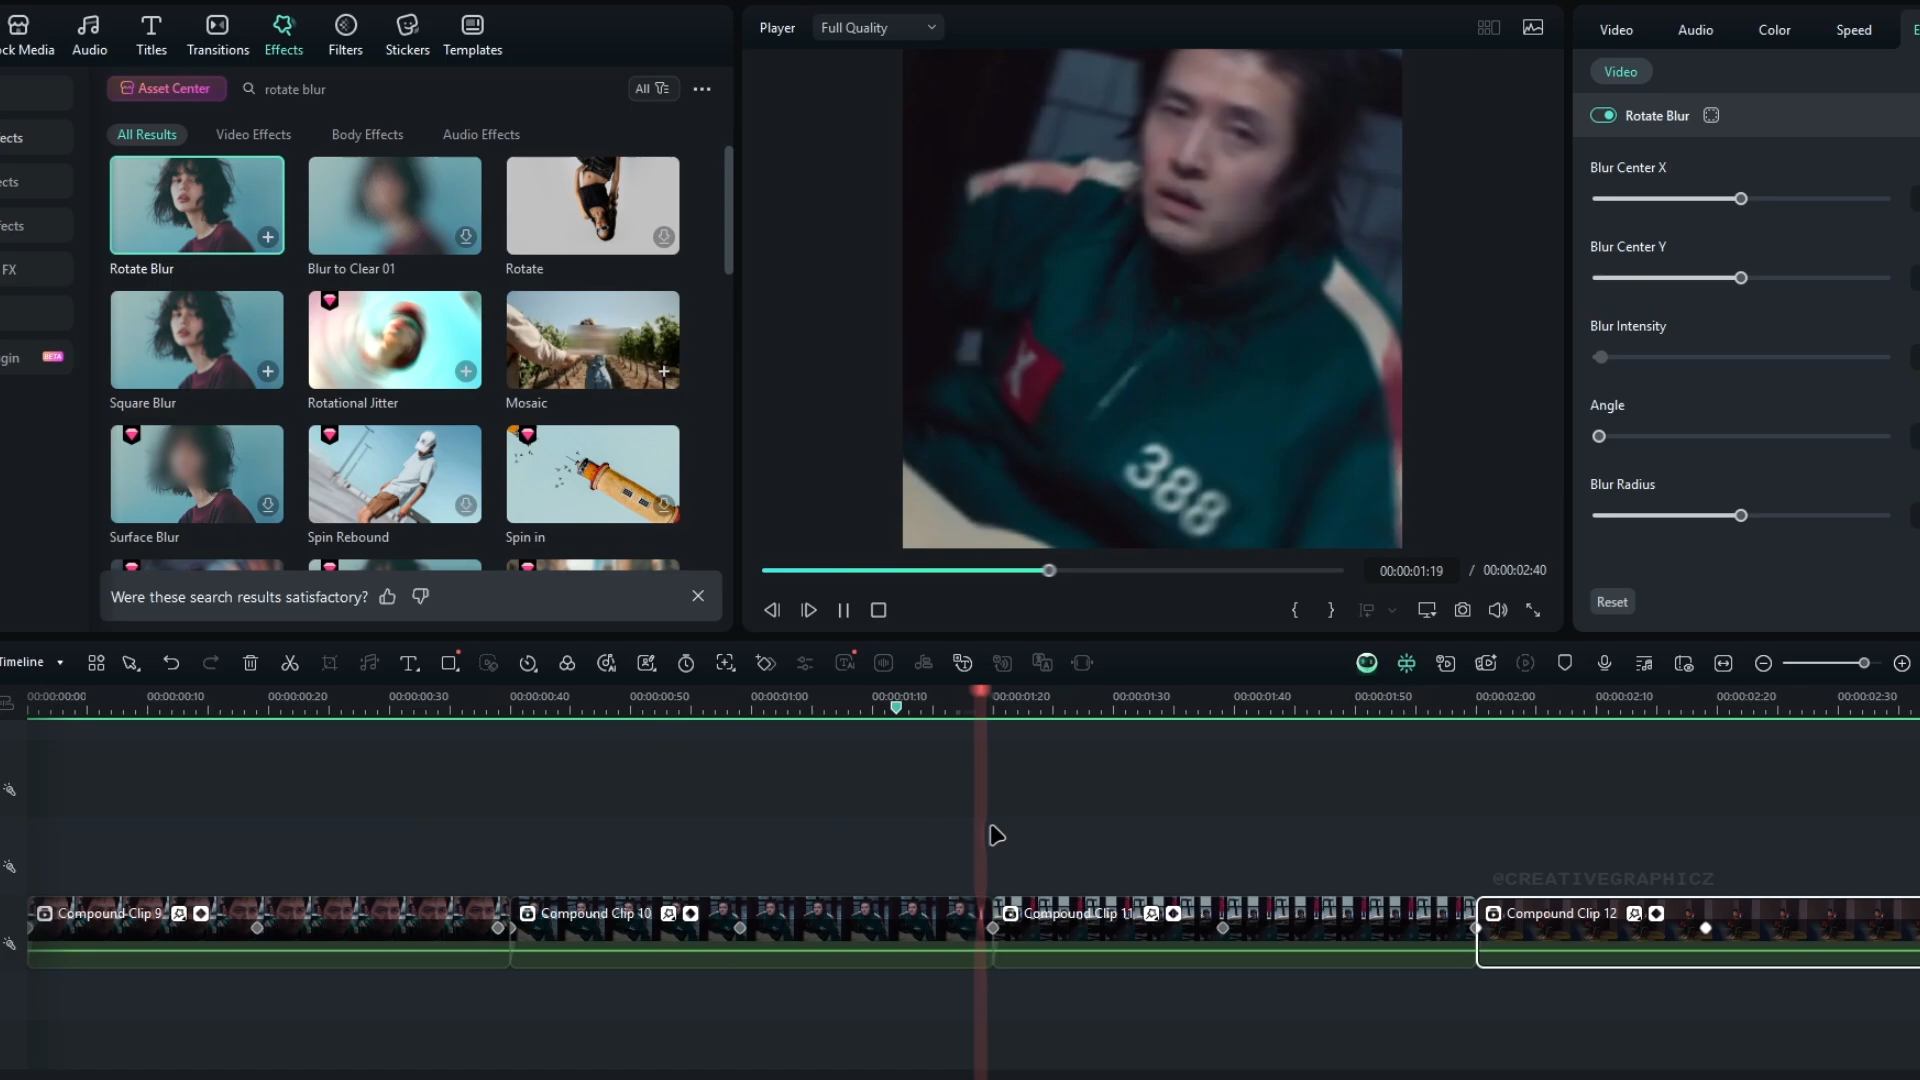 ock Media
Audio
Titles
Transitions
Effects
Filters
Stickers
Templates
Player
Full Quality
Video
Audio
Color
Speed
E
Asset Center
rotate blur
All
Video
All Results
Video Effects
Body Effects
Audio Effects
Rotate Blur
ects
ects
ects
FX
gin
BETA
Rotate Blur
Blur to Clear 01
Rotate
Square Blur
Rotational Jitter
Mosaic
Surface Blur
Spin Rebound
Spin in
Were these search results satisfactory?
388
Blur Center X
Blur Center Y
Blur Intensity
Angle
Blur Radius
Reset
00:00:01:19 / 00:00:02:40
Timeline
00:00:00:00
00:00:00:10
00:00:00:20
00:00:00:30
00:00:00:40
00:00:00:50
00:00:01:00
00:00:01:10
00:00:01:20
00:00:01:30
00:00:01:40
00:00:01:50
00:00:02:00
00:00:02:10
00:00:02:20
00:00:02:30
@CREATIVEGRAPHICZ
Compound Clip 9
Compound Clip 10
Compound Clip 11
Compound Clip 12